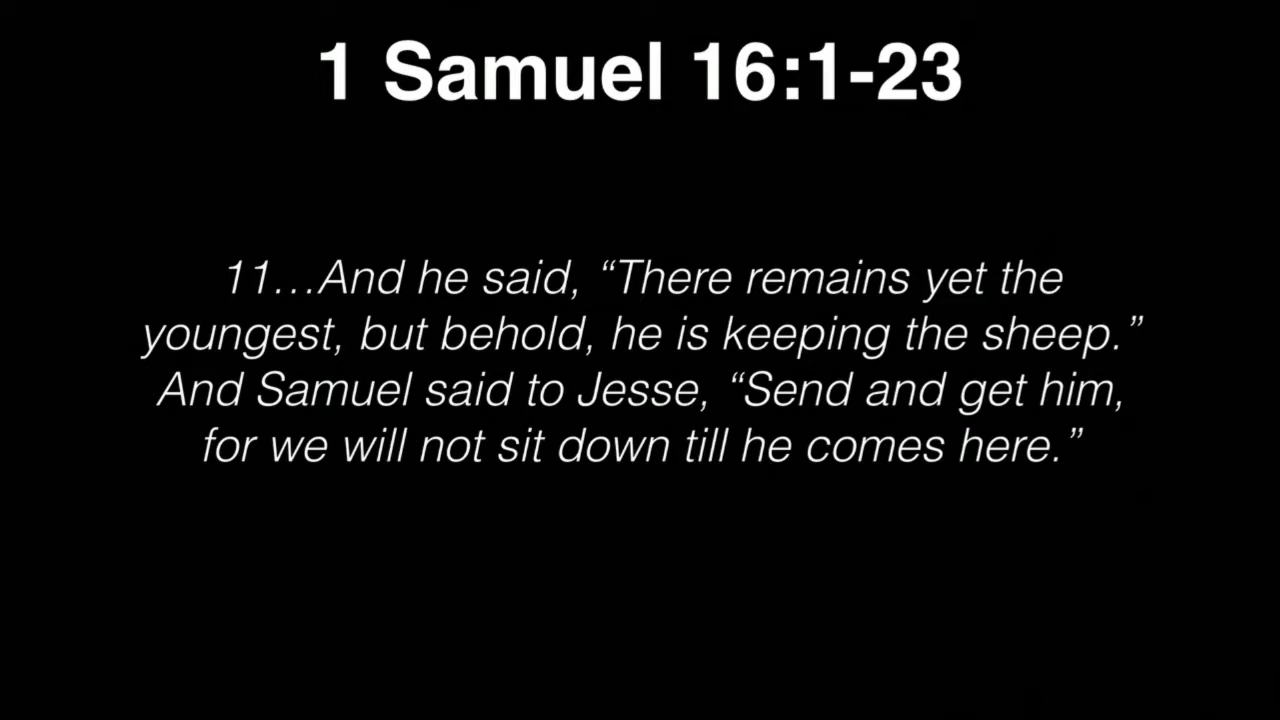 1 Samuel 16:1-23
11…And he said, “There remains yet the
youngest, but behold, he is keeping the sheep.”
And Samuel said to Jesse, “Send and get him,
for we will not sit down till he comes here.”